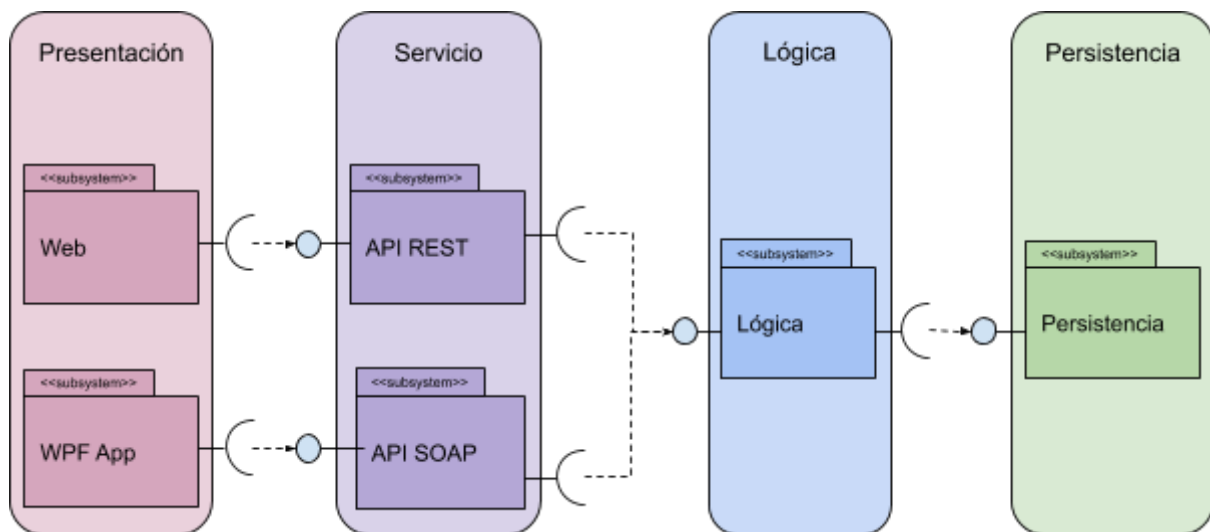 Presentación
Servicio
Lógica
Persistencia
<<subsystem>>
Web
<<subsystem>>
API REST
<<subsystem>>
Lógica
<<subsystem>>
Persistencia
<<subsystem>>
WPF App
<<subsystem>>
API SOAP